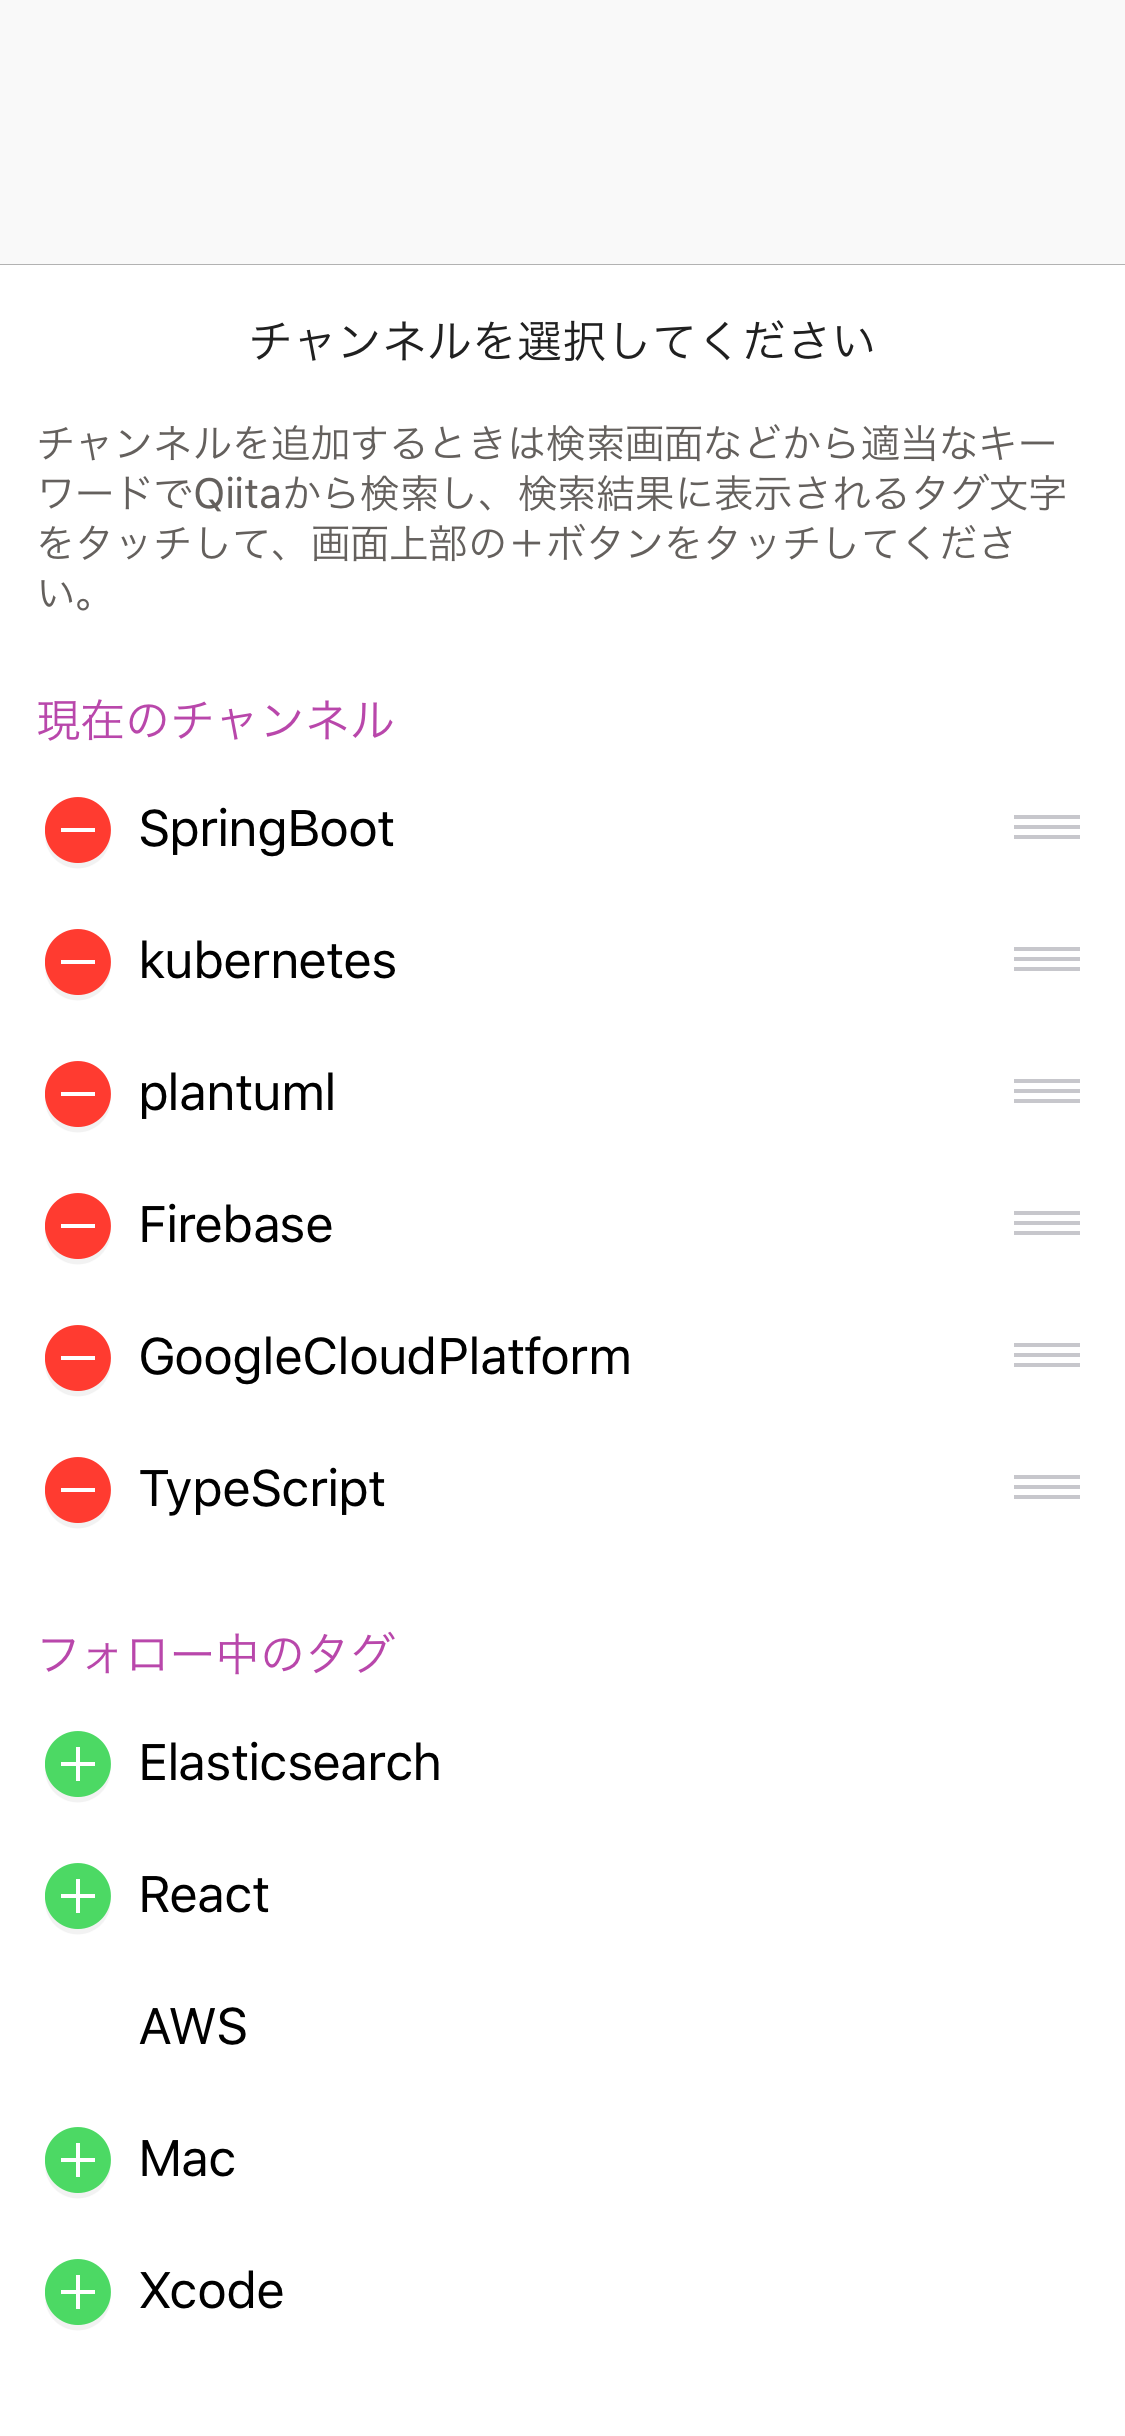 チャンネルを選択してください
チャンネルを追加するときは検索画面などから適当なキー
ワードでQiitaから検索し、検索結果に表示されるタグ文字
をタッチして、画面上部の＋ボタンをタッチしてくださ
い。
現在のチャンネル
SpringBoot
kubernetes
plantuml
Firebase
GoogleCloudPlatform
TypeScript
フォロー中のタグ
Elasticsearch
React
AWS
Mac
Xcode